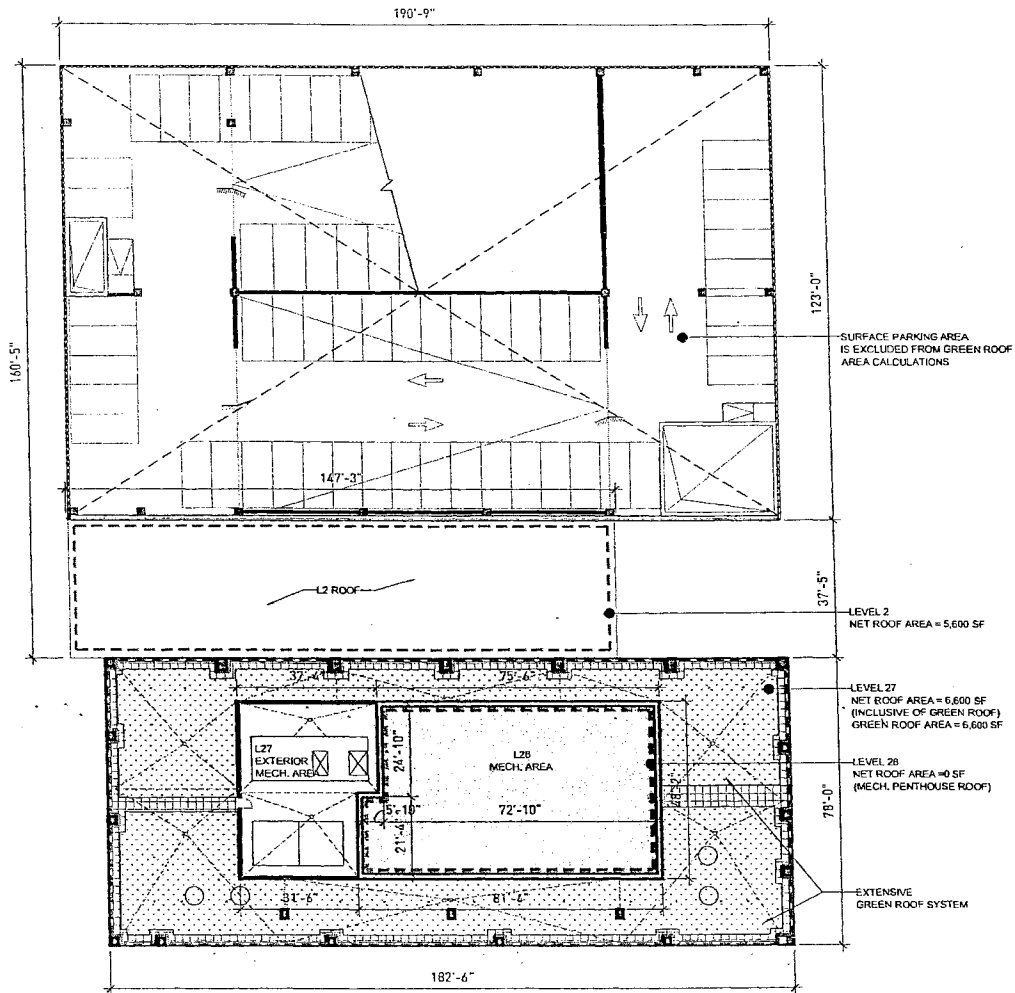 190'-9"
160'-5"
123'-0"
SURFACE PARKING AREA
IS EXCLUDED FROM GREEN ROOF
AREA CALCULATIONS
147'-3"
L2 ROOF
37'-5"
LEVEL 2
NET ROOF AREA = 5,600 SF
75'-6"
LEVEL 27
NET ROOF AREA = 6,600 SF
(INCLUSIVE OF GREEN ROOF)
GREEN ROOF AREA = 6,600 SF
L27
EXTERIOR
MECH. AREA
24'-10"
L28
MECH. AREA
LEVEL 28
NET ROOF AREA =0 SF
(MECH. PENTHOUSE ROOF)
5'-10"
72'-10"
21'-4"
78'-0"
31'-6"
81'-4"
EXTENSIVE
GREEN ROOF SYSTEM
182'-6"